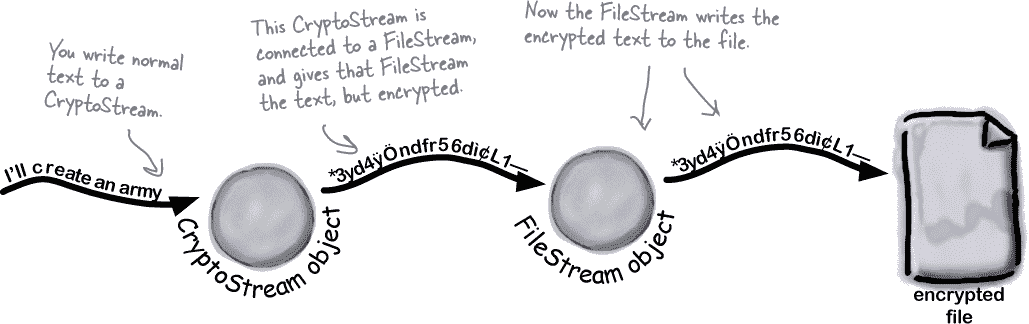 You write normal
text to a
CryptoStream.
This CryptoStream is
connected to a FileStream,
and gives that FileStream
the text, but encrypted.
Now the FileStream writes the
encrypted text to the file.
I'll create an army
CryptoStream object
*3yd4ÿÖndfr56dì¢L1═
FileStream object
*3yd4ÿÖndfr56dì¢L1═
encrypted
file